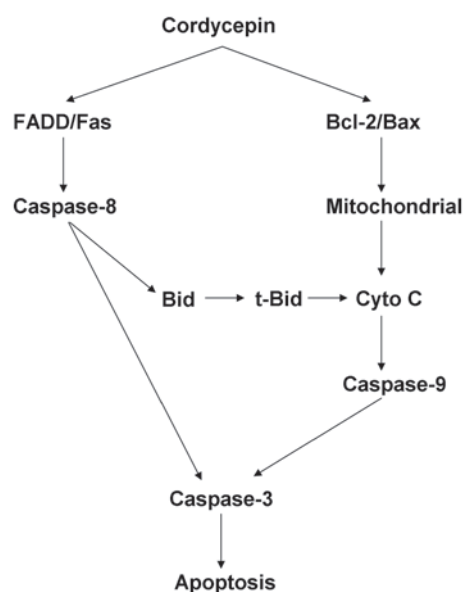 Cordycepin
FADD/Fas Bcl-2/Bax
Caspase-8 Mitochondrial
Bid t-Bid Cyto C
Caspase-9
Caspase-3
Apoptosis